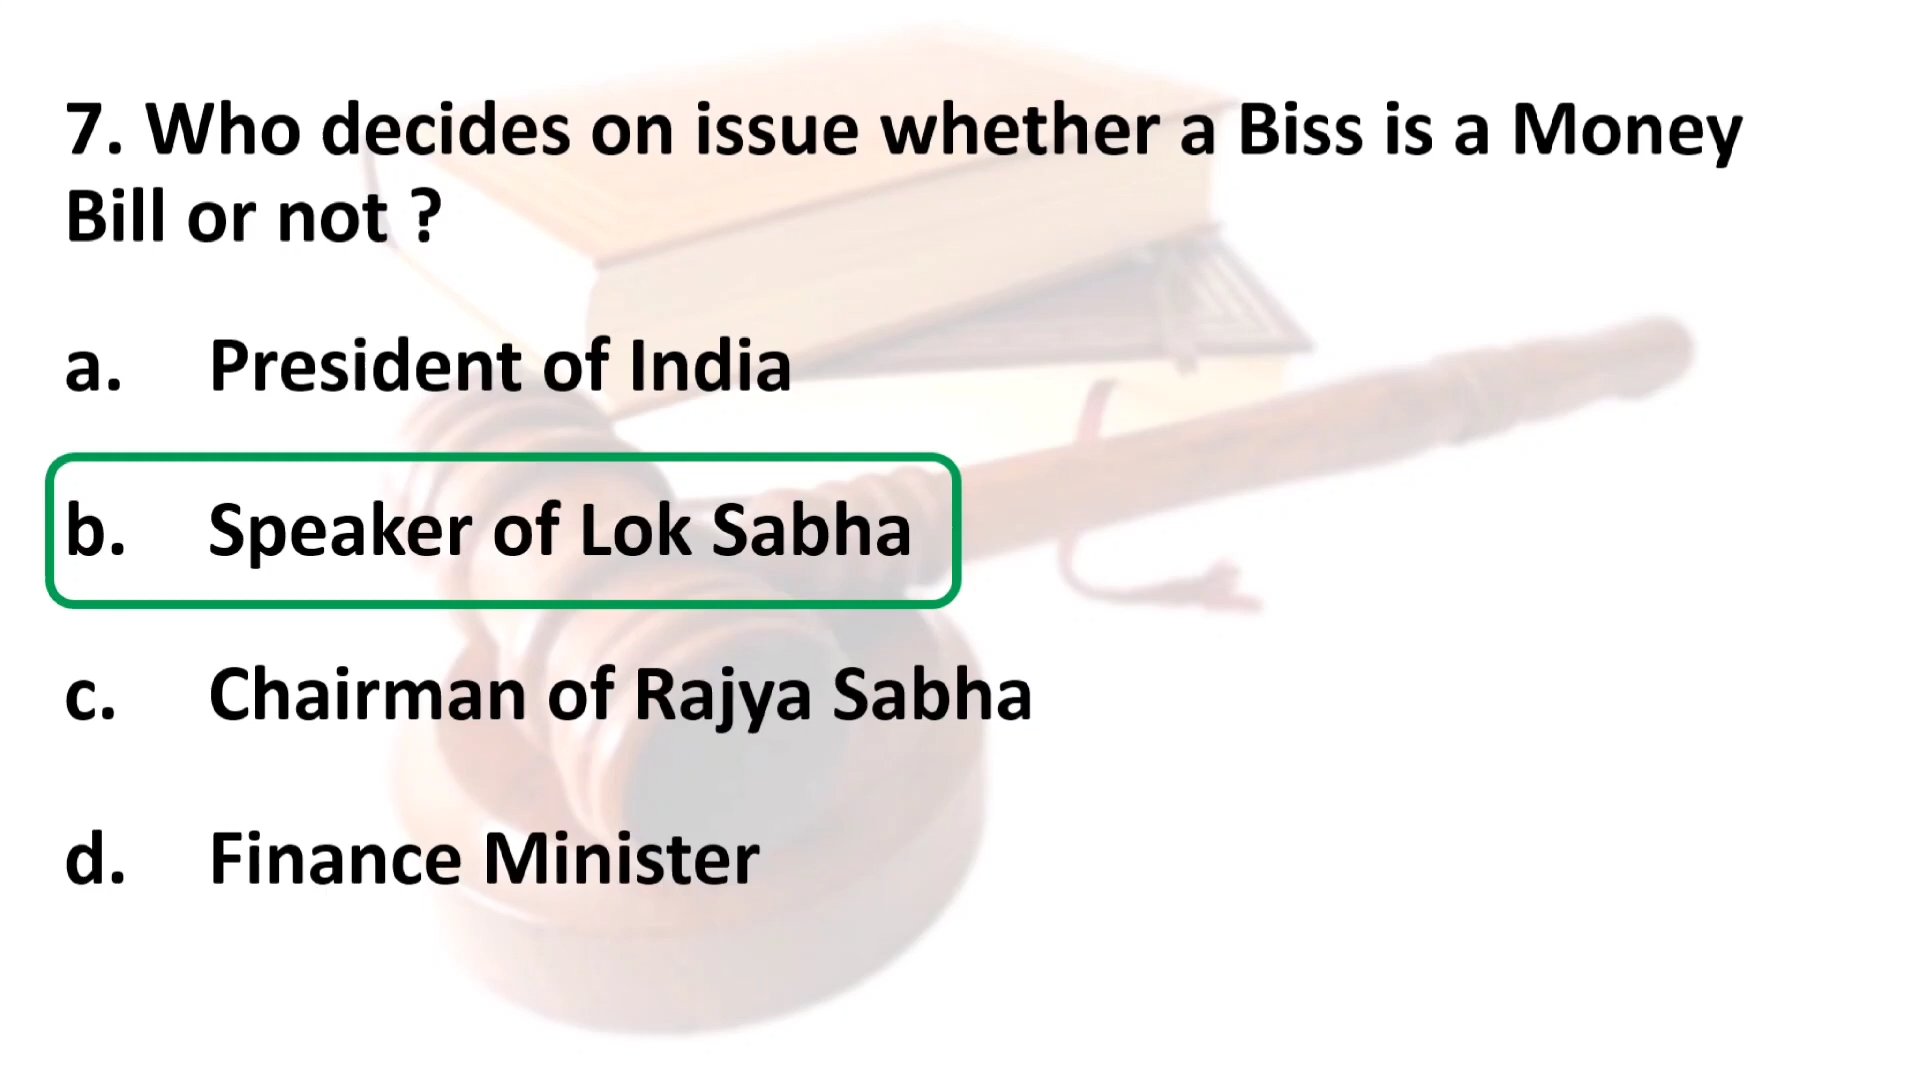 7. Who decides on issue whether a Biss is a Money
Bill or not ?
a. President of India
b. Speaker of Lok Sabha
c. Chairman of Rajya Sabha
d. Finance Minister